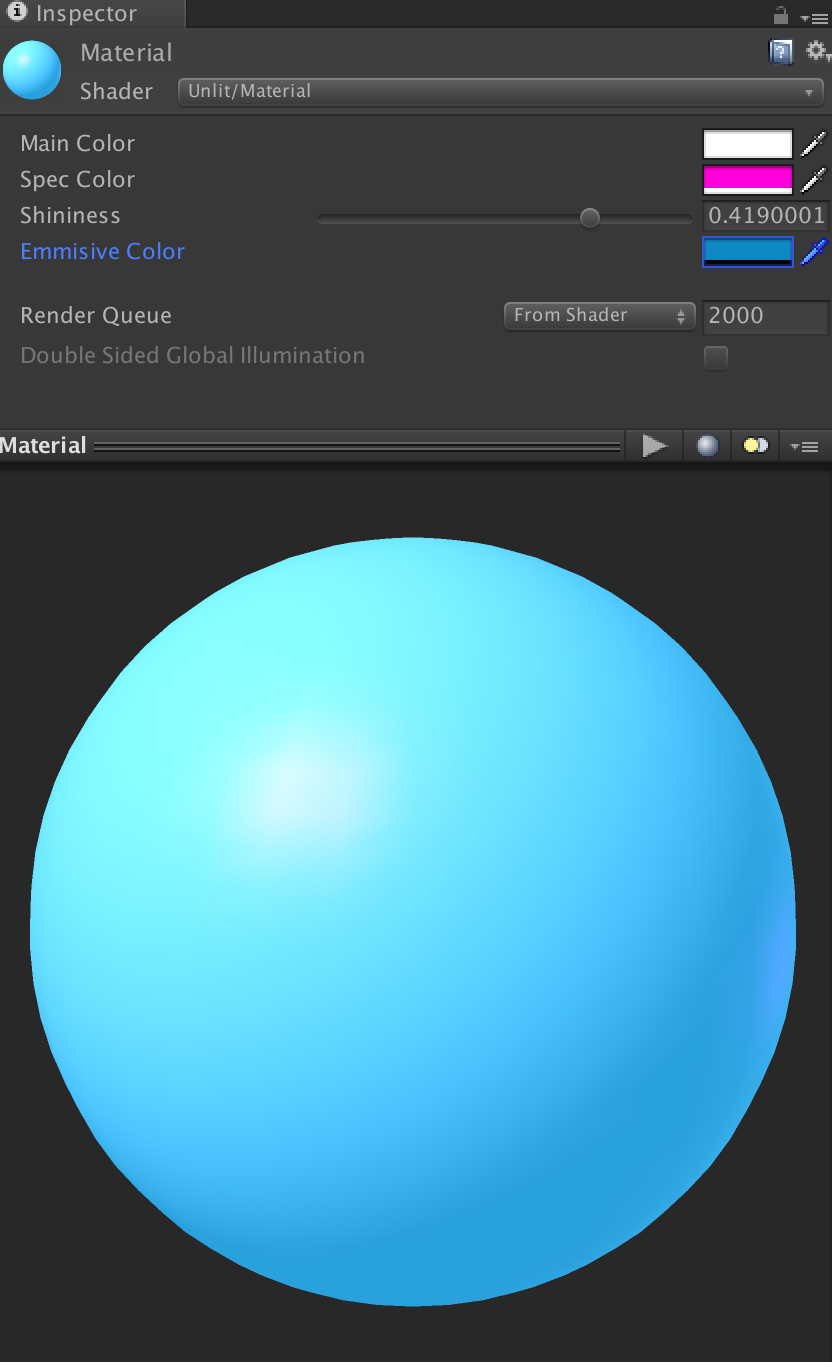 Inspector
Material
Shader Unlit/Material
Main Color
Spec Color
Shininess 0.4190001
Emmisive Color
Render Queue From Shader 2000
Double Sided Global Illumination
Material